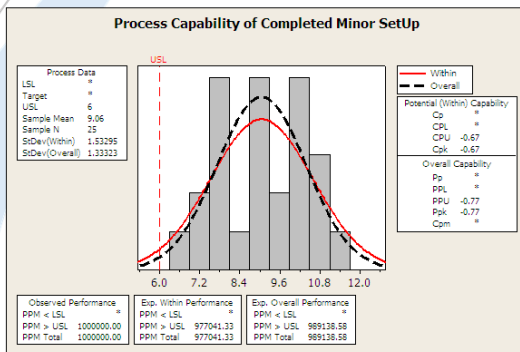 Process Capability of Completed Minor SetUp
USL
Process Data
LSL *
Target *
USL 6
Sample Mean 9.06
Sample N 25
StDev(Within) 1.53295
StDev(Overall) 1.33323
Within
Overall
Potential (Within) Capability
Cp *
CPL *
CPU -0.67
Cpk -0.67
Overall Capability
Pp *
PPL *
PPU -0.77
Ppk -0.77
Cpm *
6.0 7.2 8.4 9.6 10.8 12.0
Observed Performance
PPM < LSL *
PPM > USL 1000000.00
PPM Total 1000000.00
Exp. Within Performance
PPM < LSL *
PPM > USL 977041.33
PPM Total 977041.33
Exp. Overall Performance
PPM < LSL *
PPM > USL 989138.58
PPM Total 989138.58